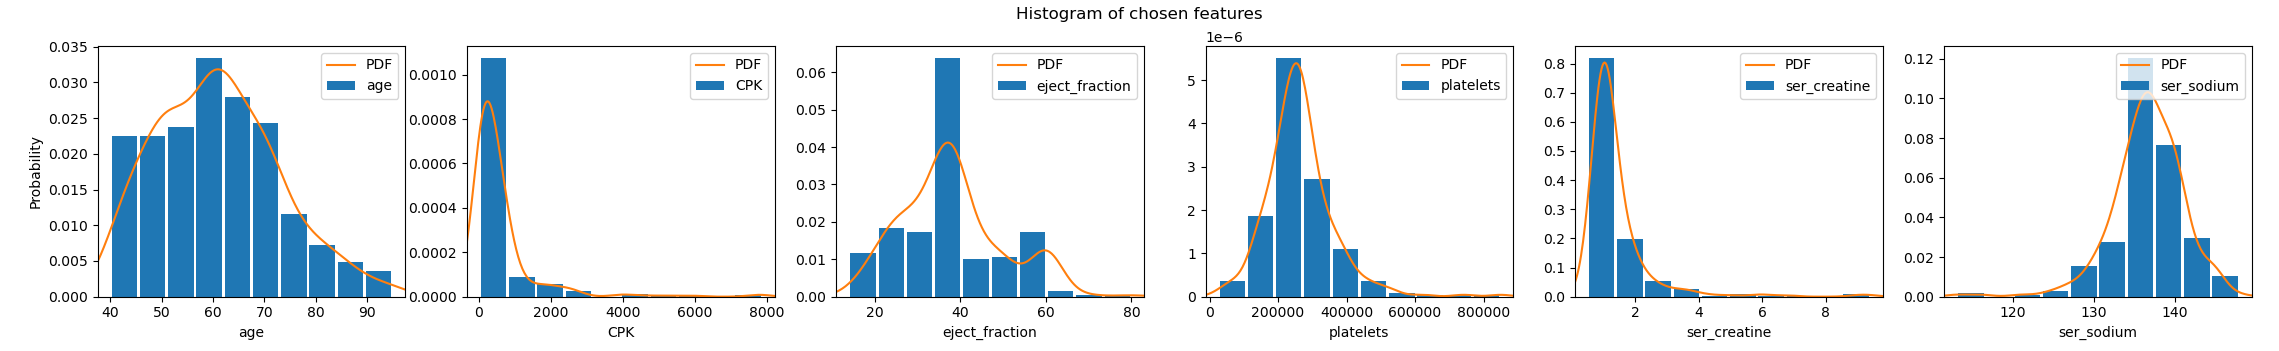 Histogram of chosen features
Probability
0.035
0.030
0.025
0.020
0.015
0.010
0.005
0.000
40 50 60 70 80 90
age
PDF
age
0.0010
0.0008
0.0006
0.0004
0.0002
0.0000
0 2000 4000 6000 8000
CPK
PDF
CPK
0.06
0.05
0.04
0.03
0.02
0.01
0.00
20 40 60 80
eject_fraction
PDF
eject_fraction
1e−6
5
4
3
2
1
0
0 200000 400000 600000 800000
platelets
PDF
platelets
0.8
0.7
0.6
0.5
0.4
0.3
0.2
0.1
0.0
2 4 6 8
ser_creatine
PDF
ser_creatine
0.12
0.10
0.08
0.06
0.04
0.02
0.00
120 130 140
ser_sodium
PDF
ser_sodium